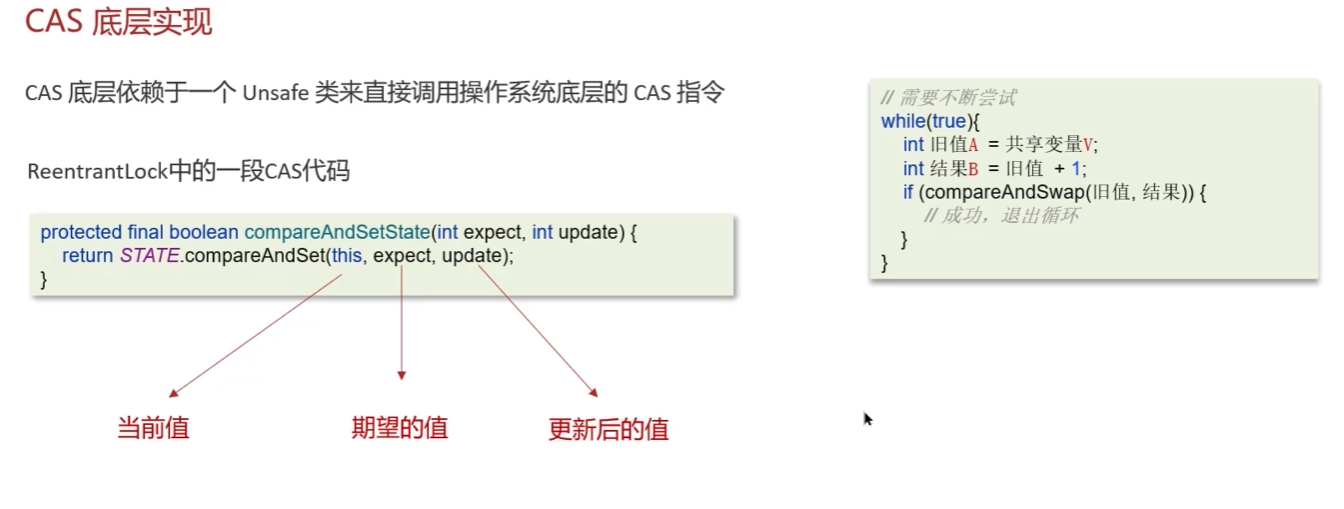 CAS 底层实现
CAS 底层依赖于一个 Unsafe 类来直接调用操作系统底层的 CAS 指令
ReentrantLock中的一段CAS代码
protected final boolean compareAndSetState(int expect, int update) {
return STATE.compareAndSet(this, expect, update);
}
当前值
期望的值
更新后的值
// 需要不断尝试
while(true){
int 旧值A = 共享变量V;
int 结果B = 旧值 + 1;
if (compareAndSwap(旧值, 结果)) {
// 成功，退出循环
}
}